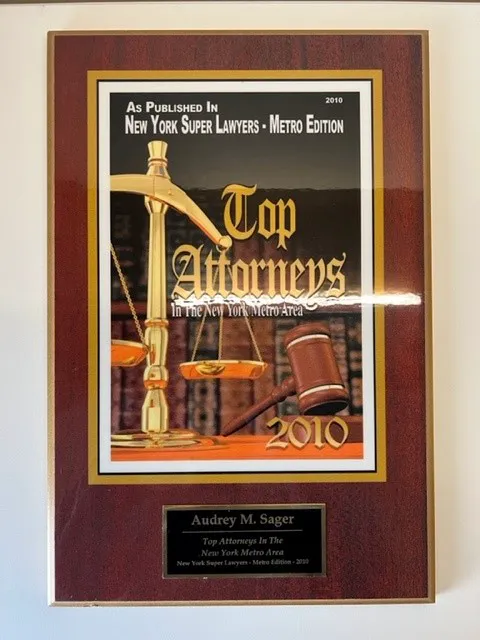 2010
As Published In
New York Super Lawyers - Metro Edition
Top
Attorneys
In The New York Metro Area
2010
Audrey M. Sager
Top Attorneys In The
New York Metro Area
New York Super Lawyers - Metro Edition - 2010